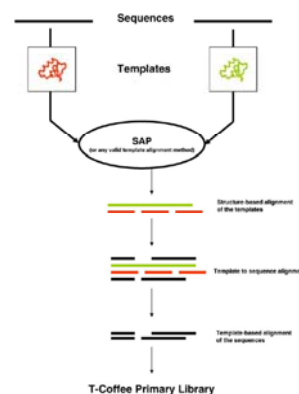 Sequences
Templates
SAP
(or any valid template alignment method)
Structure-based alignment
of the templates
Template to sequence alignme
Template-based alignment
of the sequences
T-Coffee Primary Library